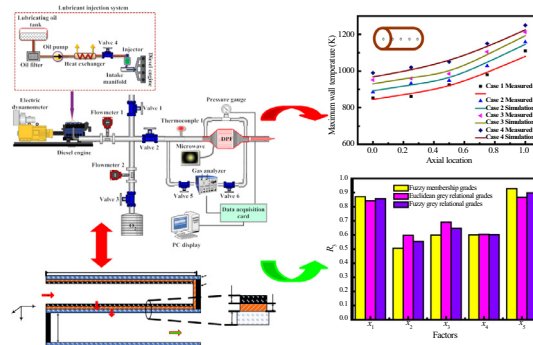 Lubricant injection system
Lubricating oil
tank
Oil pump
Valve 4
Injector
Oil filter
Heat exchanger
Intake
manifold
Diesel engine
Electric
dynamometer
Diesel engine
Flowmeter 1
Valve 1
Valve 2
Flowmeter 2
Valve 3
Pressure gauge
Thermocouple 1
DPF
Microwave
Gas analyzer
Valve 5
Valve 6
Data acquisition
card
PC display
Maximum wall temperature (K)
1400
1200
1000
800
600
Case 1 Measured
Case 2 Measured
Case 2 Simulation
Case 3 Measured
Case 3 Simulation
Case 4 Measured
Case 4 Simulation
0.0 0.2 0.4 0.6 0.8 1.0
Axial location
Fuzzy membership grades
Euclidean grey relational grades
Fuzzy grey relational grades
1.0
0.9
0.8
0.7
0.6
0.5
0.4
0.3
0.2
0.1
0.0
x1 x2 x3 x4 x5
Factors